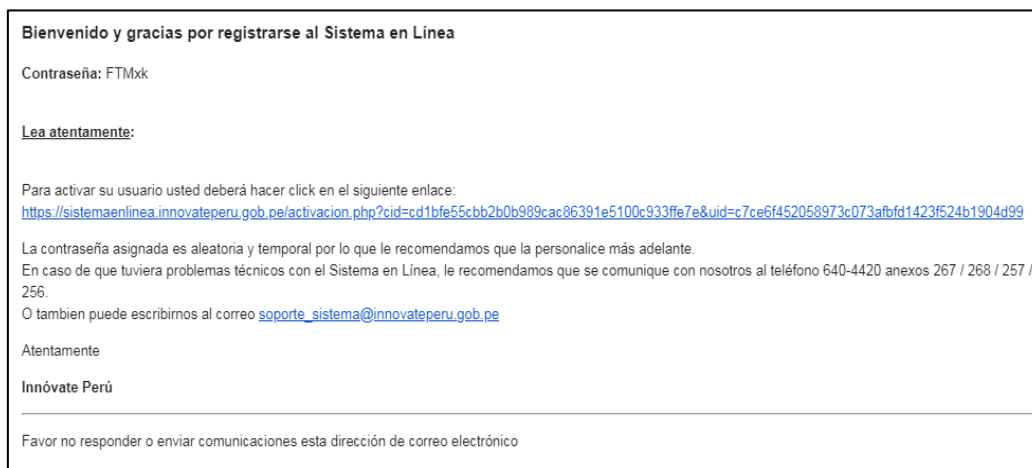 Bienvenido y gracias por registrarse al Sistema en Línea
Contraseña: FTMxk
Lea atentamente:
Para activar su usuario usted deberá hacer click en el siguiente enlace:
https://sistemaenlinea.innovateperu.gob.pe/activacion.php?cid=cd1bfe55cbb2b0b989cac86391e5100c933ffe7e&uid=c7ce6f452058973c073afbfd1423f524b1904d99
La contraseña asignada es aleatoria y temporal por lo que le recomendamos que la personalice más adelante.
En caso de que tuviera problemas técnicos con el Sistema en Línea, le recomendamos que se comunique con nosotros al teléfono 640-4420 anexos 267 / 268 / 257 /
256.
O tambien puede escribirnos al correo soporte_sistema@innovateperu.gob.pe
Atentamente
Innóvate Perú
Favor no responder o enviar comunicaciones esta dirección de correo electrónico